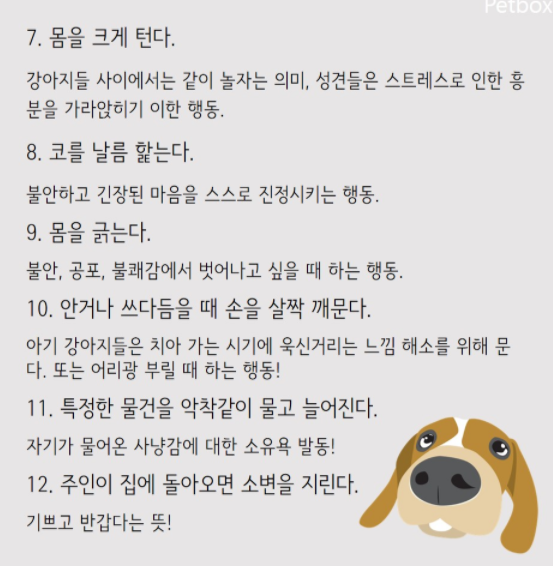 Petbox
7. 몸을 크게 턴다.
강아지들 사이에서는 같이 놀자는 의미, 성견들은 스트레스로 인한 흥
분을 가라앉히기 이한 행동.
8. 코를 날름 핥는다.
불안하고 긴장된 마음을 스스로 진정시키는 행동.
9. 몸을 긁는다.
불안, 공포, 불쾌감에서 벗어나고 싶을 때 하는 행동.
10. 안거나 쓰다듬을 때 손을 살짝 깨문다.
아기 강아지들은 치아 가는 시기에 욱신거리는 느낌 해소를 위해 문
다. 또는 어리광 부릴 때 하는 행동!
11. 특정한 물건을 악착같이 물고 늘어진다.
자기가 물어온 사냥감에 대한 소유욕 발동!
12. 주인이 집에 돌아오면 소변을 지린다.
기쁘고 반갑다는 뜻!